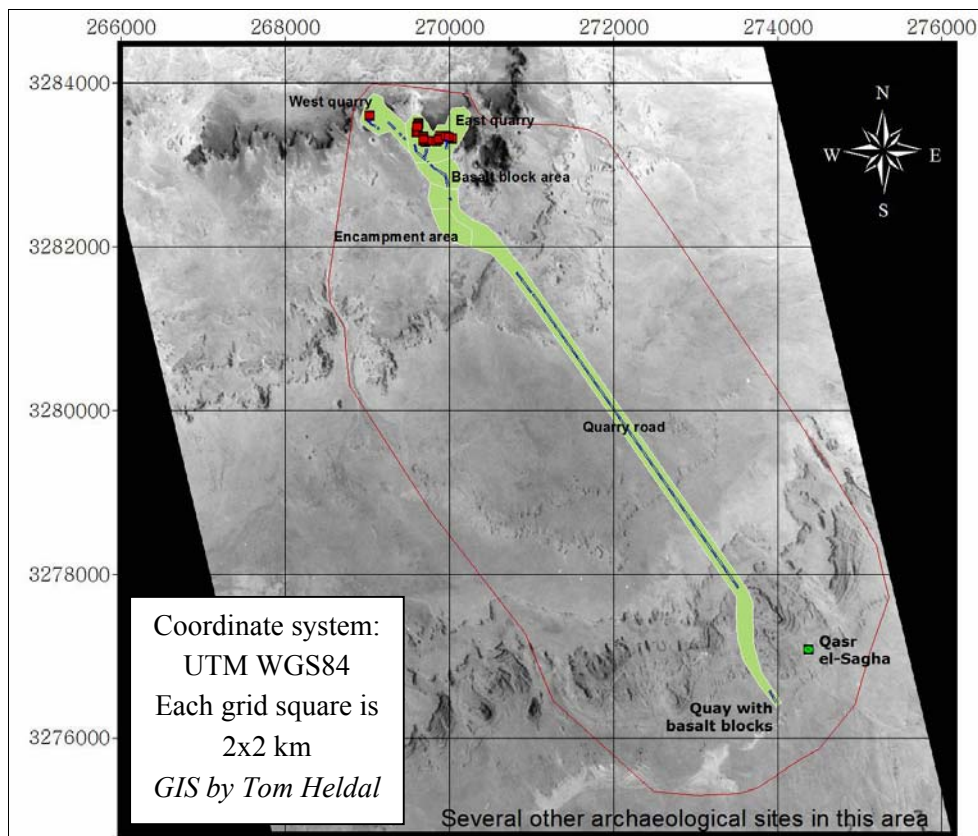 266000 268000 270000 272000 274000 276000
3284000
3282000
3280000
3278000
3276000
N
W E
S
West quarry
East quarry
Basalt block area
Encampment area
Quarry road
Qasr
el-Sagha
Quay with
basalt blocks
Coordinate system:
UTM WGS84
Each grid square is
2x2 km
GIS by Tom Heldal
Several other archaeological sites in this area